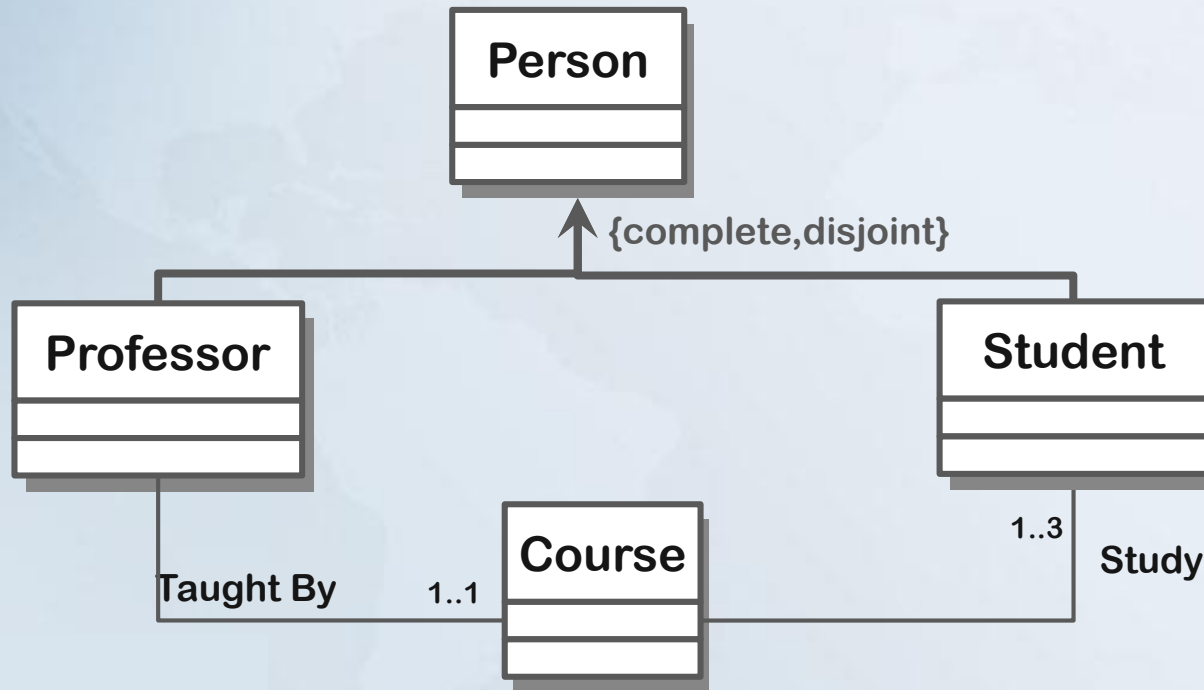 Person
{complete,disjoint}
Professor
Student
Course
1..3
Study
Taught By
1..1